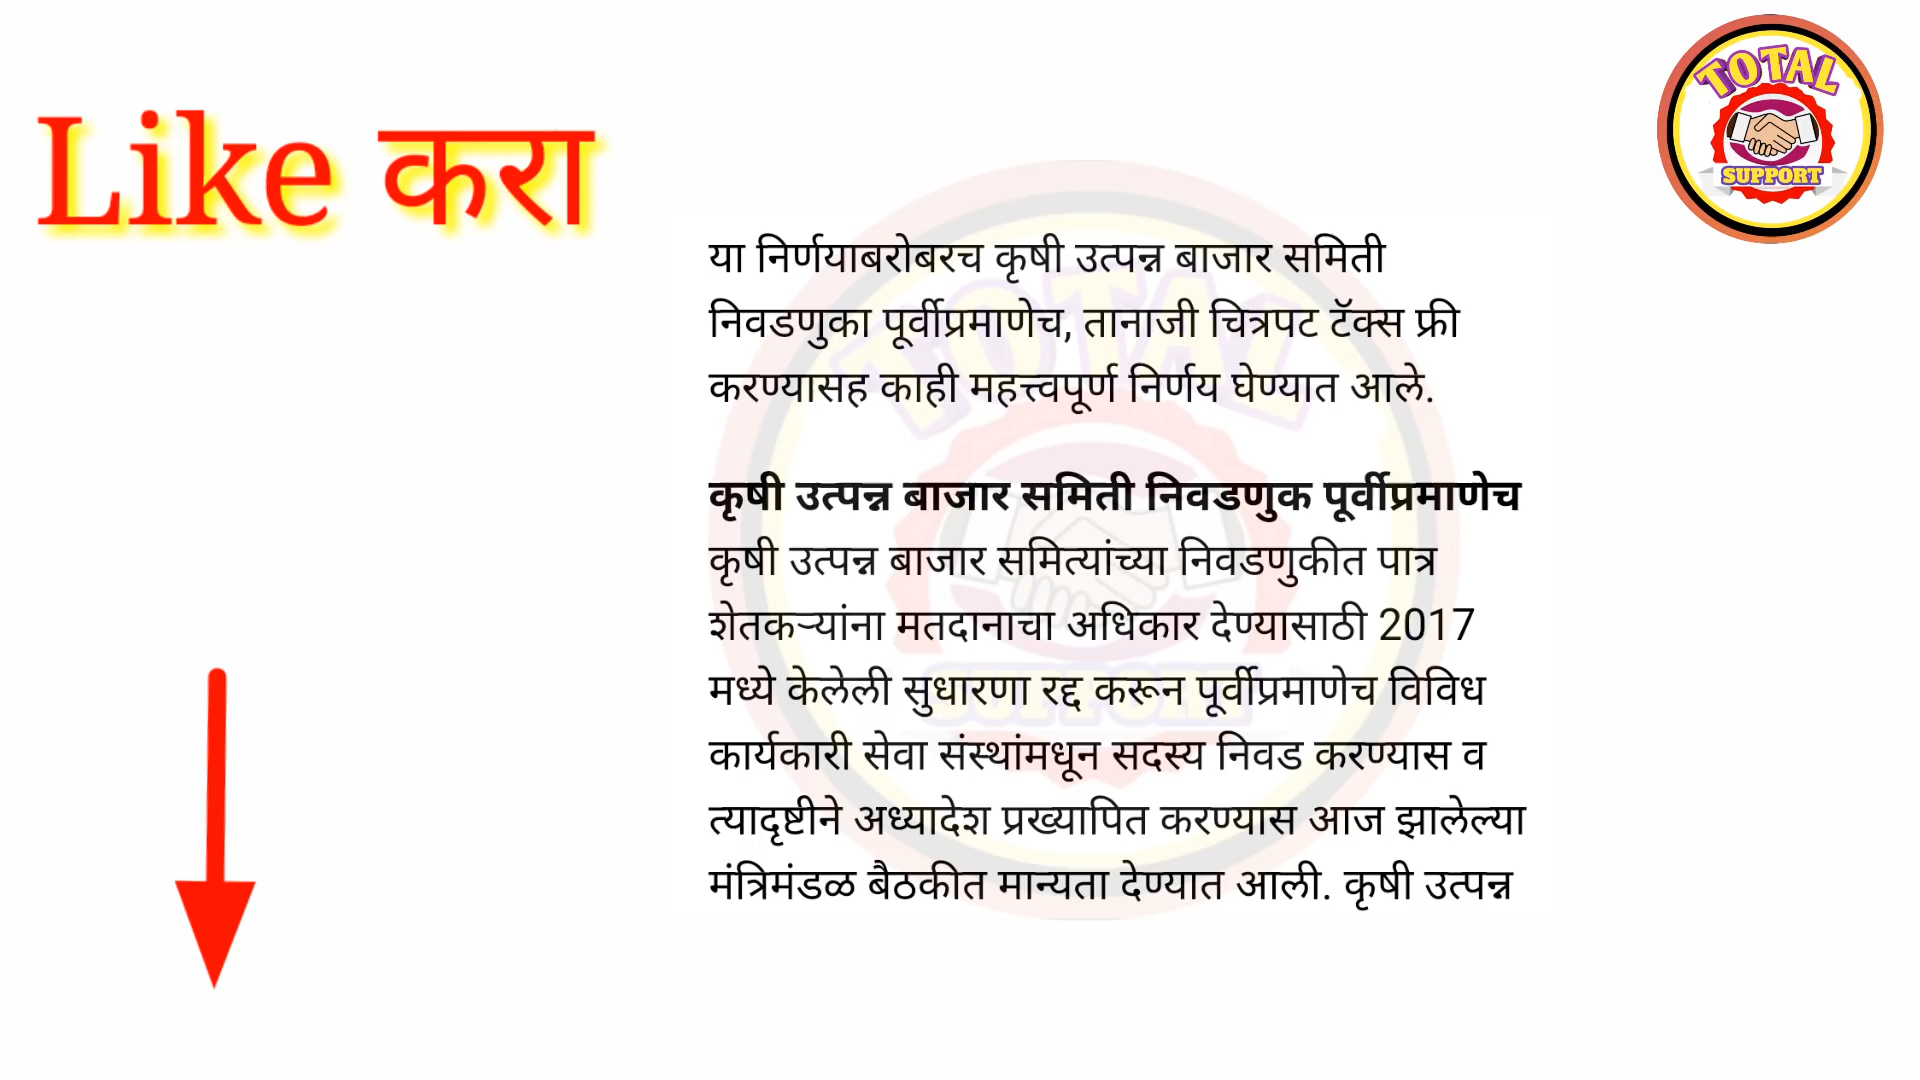 Like करा
TOTAL
SUPPORT
या निर्णयाबरोबरच कृषी उत्पन्न बाजार समिती
निवडणुका पूर्वीप्रमाणेच, तानाजी चित्रपट टॅक्स फ्री
करण्यासह काही महत्त्वपूर्ण निर्णय घेण्यात आले.
कृषी उत्पन्न बाजार समिती निवडणुक पूर्वीप्रमाणेच
कृषी उत्पन्न बाजार समित्यांच्या निवडणुकीत पात्र
शेतकऱ्यांना मतदानाचा अधिकार देण्यासाठी 2017
मध्ये केलेली सुधारणा रद्द करून पूर्वीप्रमाणेच विविध
कार्यकारी सेवा संस्थांमधून सदस्य निवड करण्यास व
त्यादृष्टीने अध्यादेश प्रख्यापित करण्यास आज झालेल्या
मंत्रिमंडळ बैठकीत मान्यता देण्यात आली. कृषी उत्पन्न